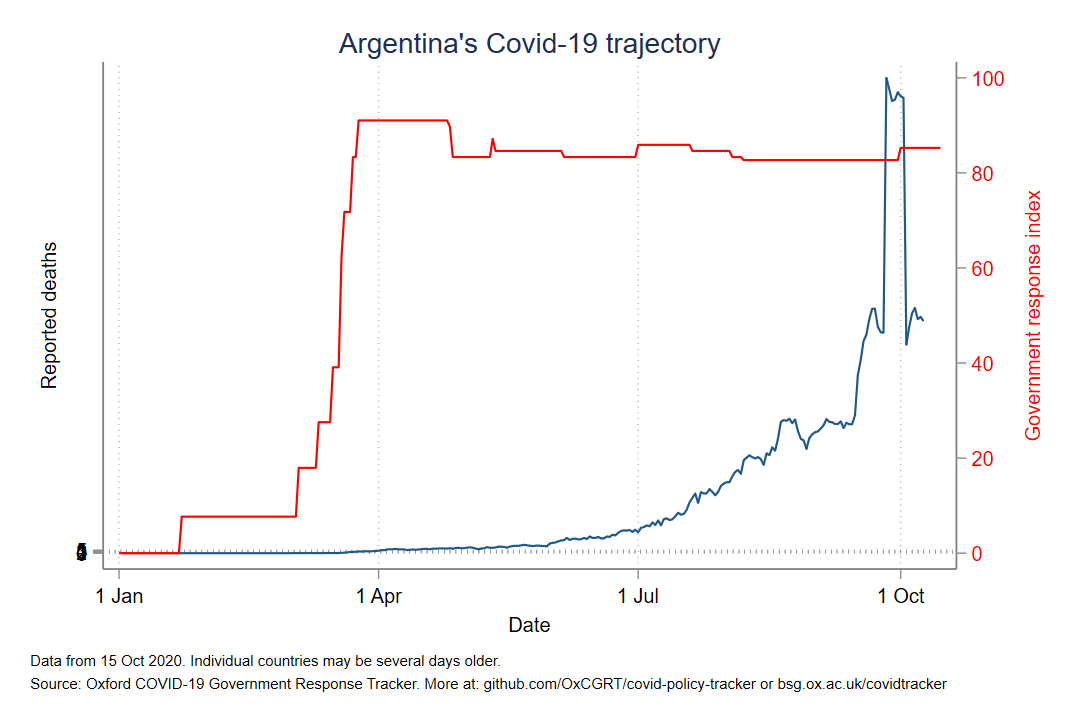 Argentina's Covid-19 trajectory
Reported deaths
100
80
60
40
20
0
Government response index
1 Jan
1 Apr
1 Jul
1 Oct
Date
Data from 15 Oct 2020. Individual countries may be several days older.
Source: Oxford COVID-19 Government Response Tracker. More at: github.com/OxCGRT/covid-policy-tracker or bsg.ox.ac.uk/covidtracker